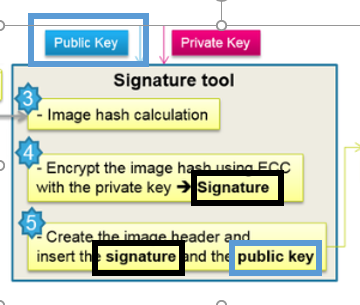 Public Key
Private Key
Signature tool
3
- Image hash calculation
4
- Encrypt the image hash using ECC
with the private key ➔ Signature
5
- Create the image header and
insert the signature and the public key